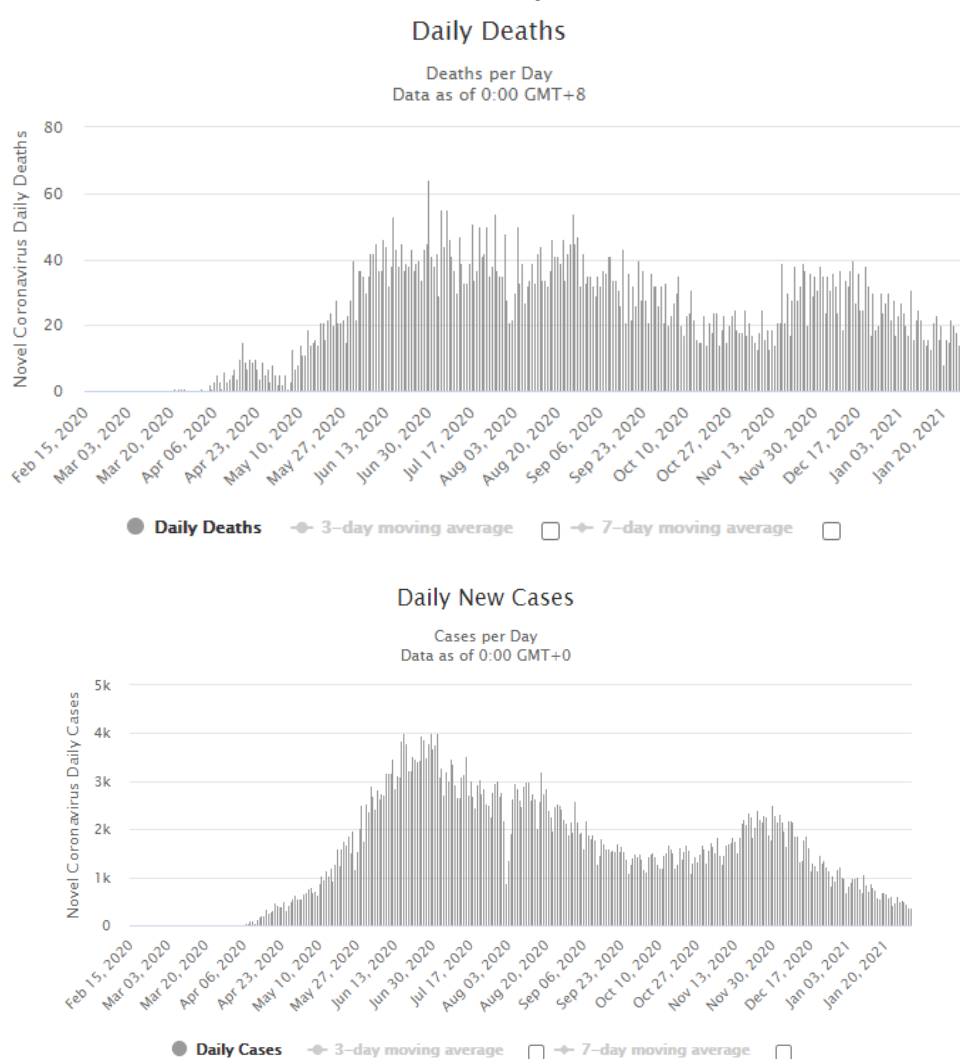 Daily Deaths
Deaths per Day
Data as of 0:00 GMT+8
Novel Coronavirus Daily Deaths
80
60
40
20
0
Feb 15, 2020
Mar 03, 2020
Mar 20, 2020
Apr 06, 2020
Apr 23, 2020
May 10, 2020
May 27, 2020
Jun 13, 2020
Jun 30, 2020
Jul 17, 2020
Aug 03, 2020
Aug 20, 2020
Sep 06, 2020
Sep 23, 2020
Oct 10, 2020
Oct 27, 2020
Nov 13, 2020
Nov 30, 2020
Dec 17, 2020
Jan 03, 2021
Jan 20, 2021
Daily Deaths 3-day moving average 7-day moving average
Daily New Cases
Cases per Day
Data as of 0:00 GMT+0
Novel Coronavirus Daily Cases
5k
4k
3k
2k
1k
0
Feb 15, 2020
Mar 03, 2020
Mar 20, 2020
Apr 06, 2020
Apr 23, 2020
May 10, 2020
May 27, 2020
Jun 13, 2020
Jun 30, 2020
Jul 17, 2020
Aug 03, 2020
Aug 20, 2020
Sep 06, 2020
Sep 23, 2020
Oct 10, 2020
Oct 27, 2020
Nov 13, 2020
Nov 30, 2020
Dec 17, 2020
Jan 03, 2021
Jan 20, 2021
Daily Cases 3-day moving average 7-day moving average